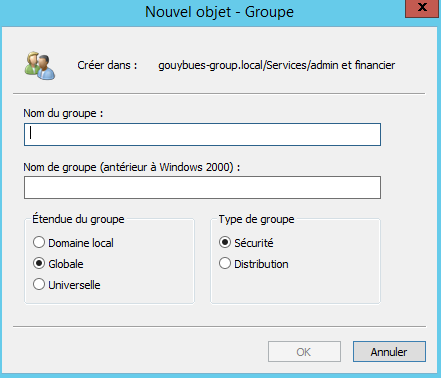 Nouvel objet - Groupe
x
Créer dans : gouybues-group.local/Services/admin et financier
Nom du groupe :
Nom de groupe (antérieur à Windows 2000) :
Étendue du groupe
Domaine local
Globale
Universelle
Type de groupe
Sécurité
Distribution
OK Annuler